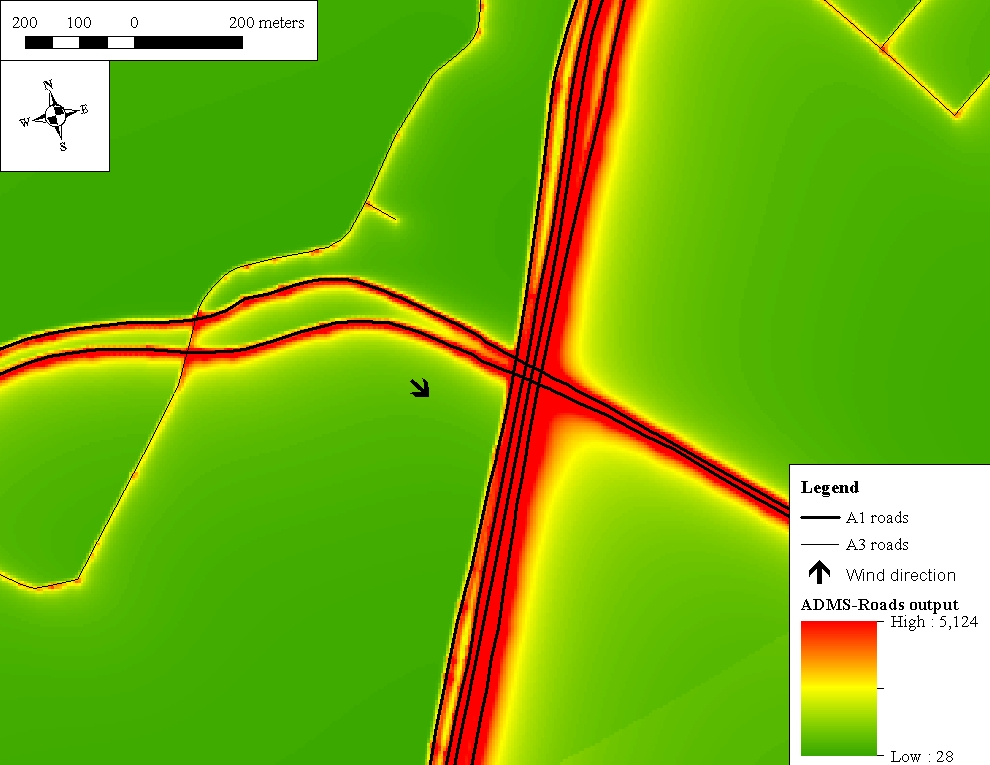 200 100 0 200 meters
N
W E
S
Legend
A1 roads
A3 roads
Wind direction
ADMS-Roads output
High : 5,124
Low : 28